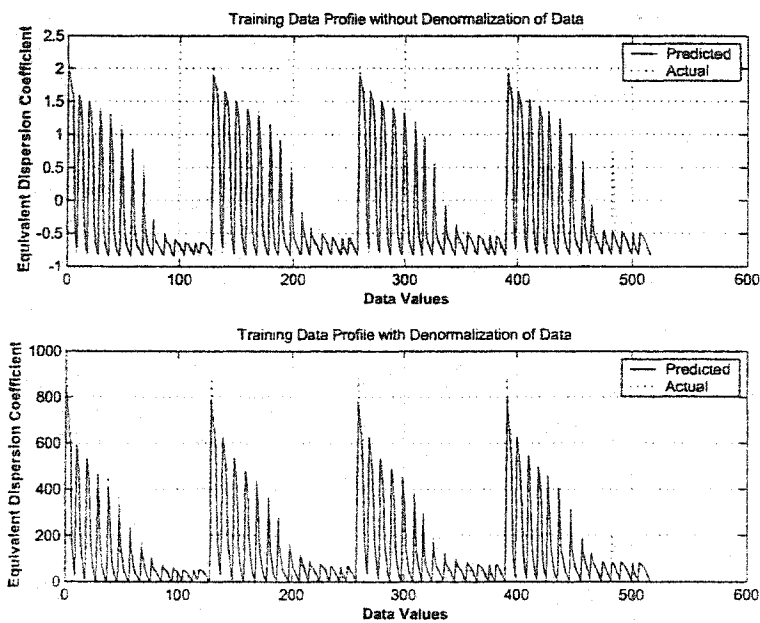 Training Data Profile without Denormalization of Data
Equivalent Dispersion Coefficient
2.5
2
1.5
1
0.5
0
-0.5
-1
0
100
200
300
400
500
600
Data Values
Predicted
Actual
Training Data Profile with Denormalization of Data
Equivalent Dispersion Coefficient
1000
800
600
400
200
0
0
100
200
300
400
500
600
Data Values
Predicted
Actual